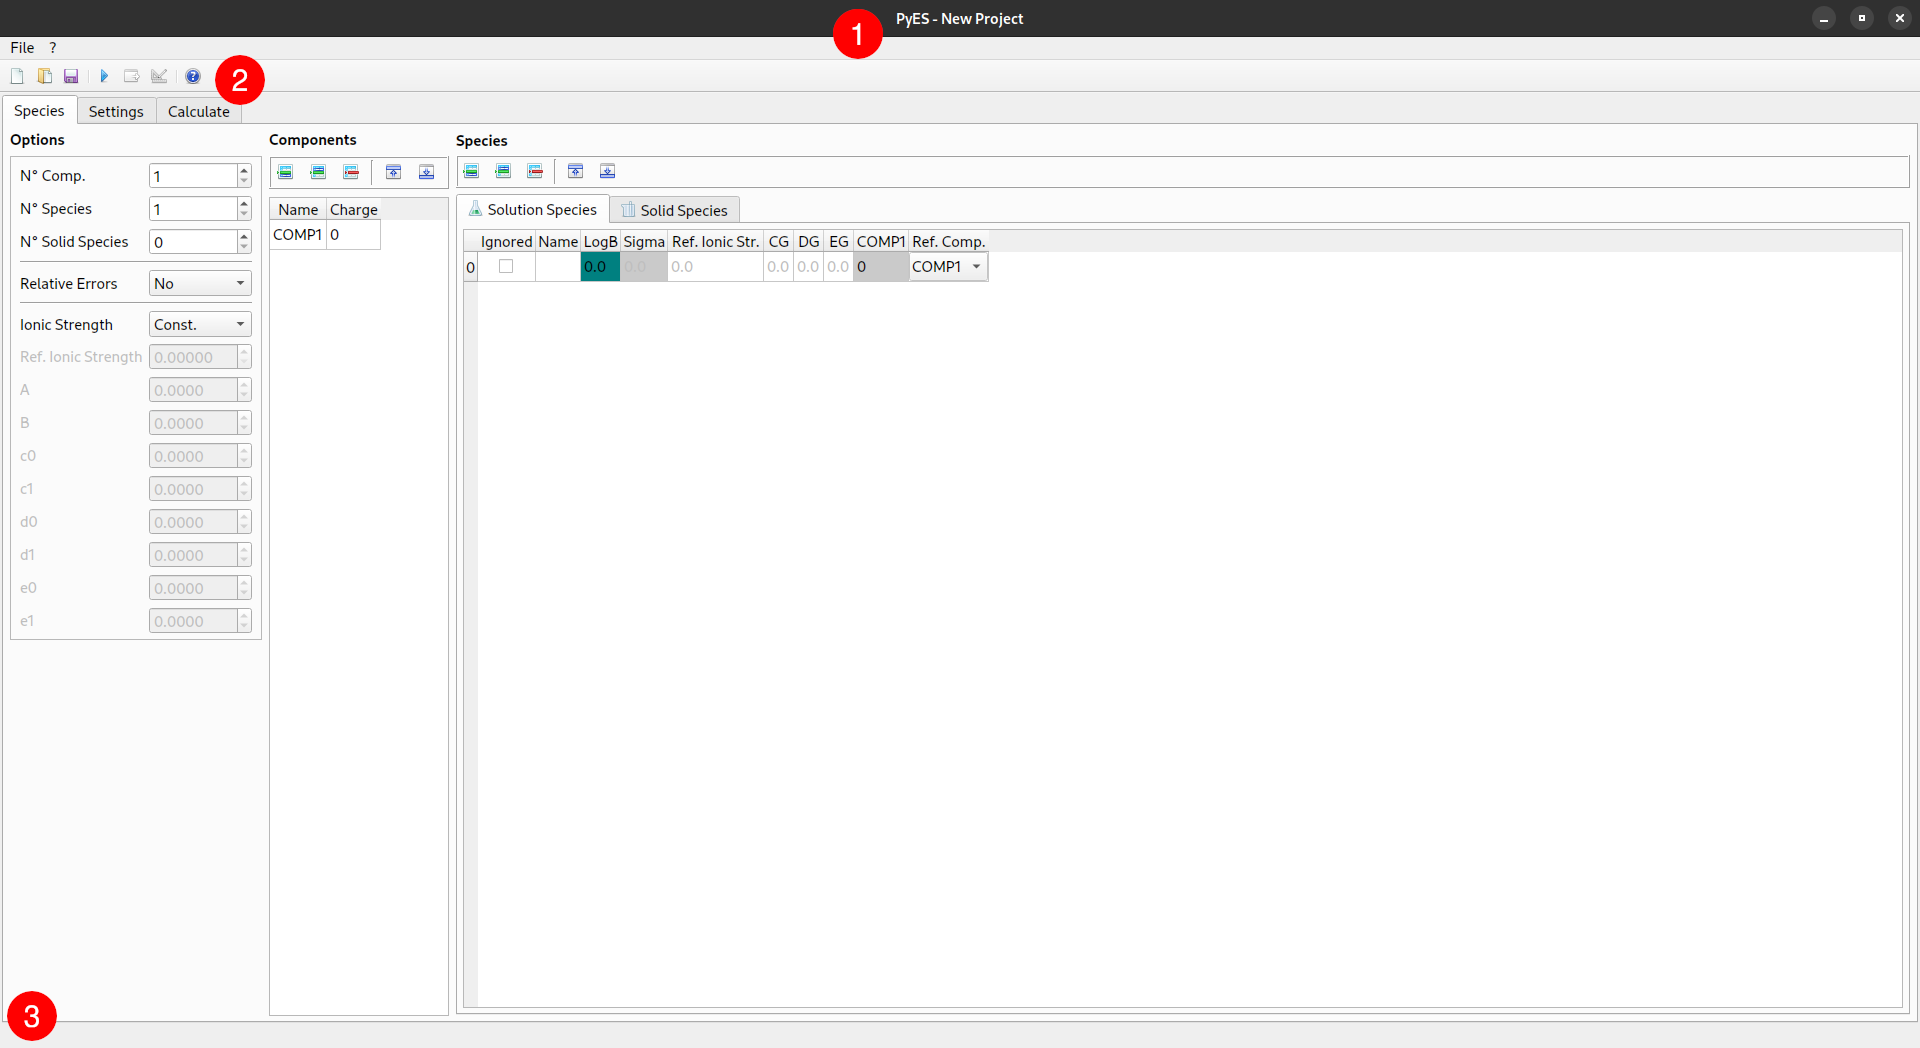 PyES - New Project
1
File ?
2
Species Settings Calculate
Options
N° Comp. 1
N° Species 1
N° Solid Species 0
Relative Errors No
Ionic Strength Const.
Ref. Ionic Strength 0.00000
A 0.0000
B 0.0000
c0 0.0000
c1 0.0000
d0 0.0000
d1 0.0000
e0 0.0000
e1 0.0000
3
Components
Name Charge
COMP1 0
Species
Solution Species Solid Species
Ignored Name LogB Sigma Ref. Ionic Str. CG DG EG COMP1 Ref. Comp.
0 0.0 0.0 0.0 0.0 0.0 0.0 0 COMP1